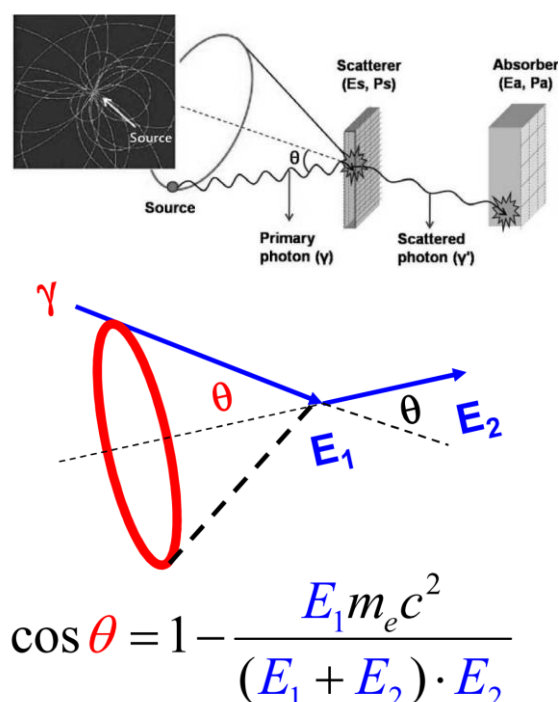 Source
Scatterer
(Es, Ps)
Absorber
(Ea, Pa)
θ
Source
Primary
photon (γ)
Scattered
photon (γ')
γ
θ
θ
E₁
E₂
cos θ = 1 − E₁mₑc² / (E₁ + E₂) · E₂